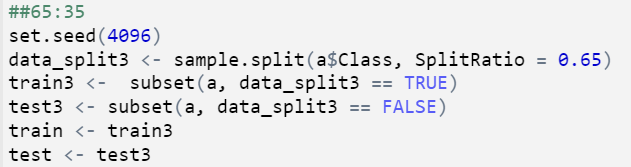 ##65:35
set.seed(4096)
data_split3 <- sample.split(a$Class, SplitRatio = 0.65)
train3 <-  subset(a, data_split3 == TRUE)
test3 <- subset(a, data_split3 == FALSE)
train <- train3
test <- test3